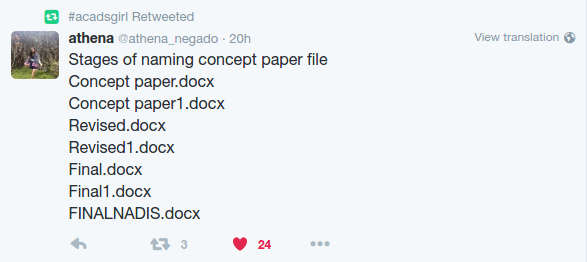 #acadsgirl Retweeted
athena @athena_negado · 20h View translation
Stages of naming concept paper file
Concept paper.docx
Concept paper1.docx
Revised.docx
Revised1.docx
Final.docx
Final1.docx
FINALNADIS.docx
3 24